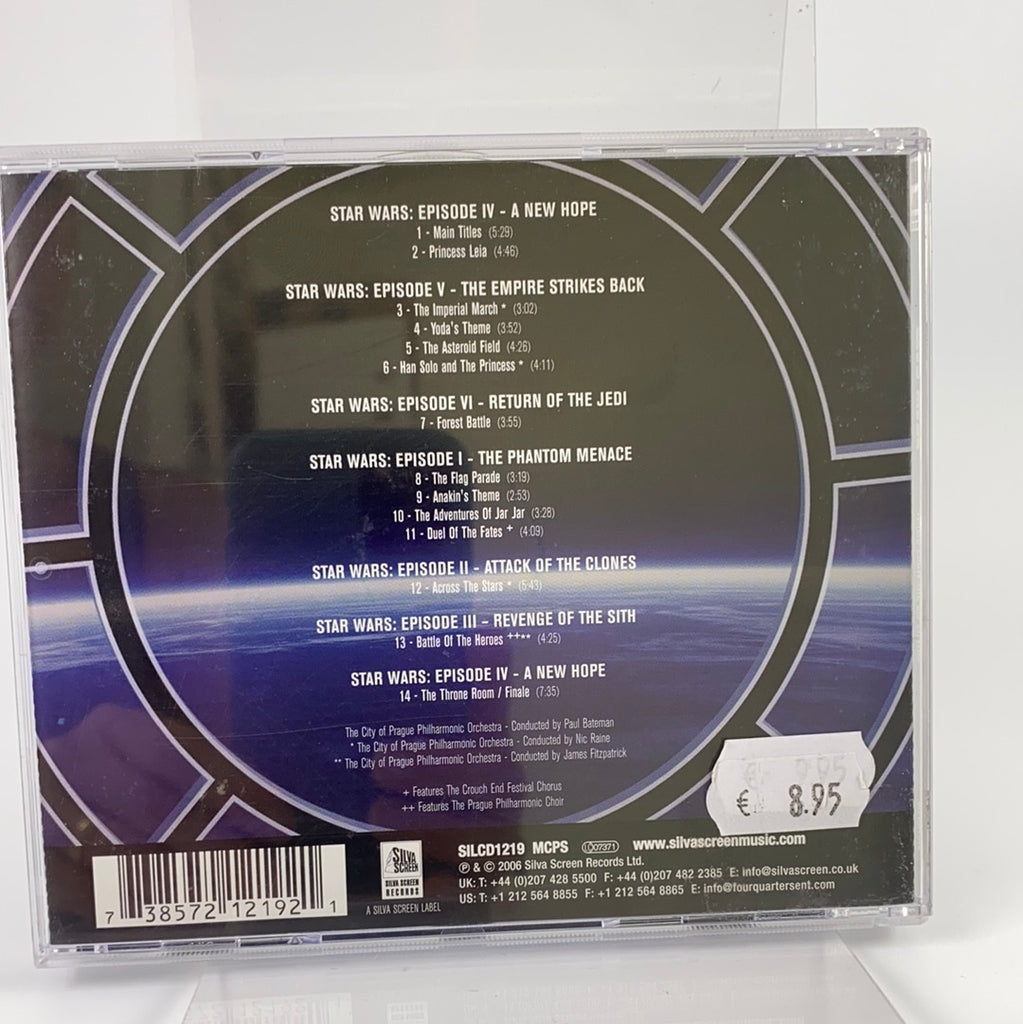 STAR WARS: EPISODE IV - A NEW HOPE
1 - Main Titles (5:29)
2 - Princess Leia (4:46)
STAR WARS: EPISODE V - THE EMPIRE STRIKES BACK
3 - The Imperial March * (3:02)
4 - Yoda's Theme (3:52)
5 - The Asteroid Field (4:26)
6 - Han Solo and The Princess * (4:11)
STAR WARS: EPISODE VI - RETURN OF THE JEDI
7 - Forest Battle (3:55)
STAR WARS: EPISODE I - THE PHANTOM MENACE
8 - The Flag Parade (3:19)
9 - Anakin's Theme (2:53)
10 - The Adventures Of Jar Jar (3:28)
11 - Duel Of The Fates + (4:09)
STAR WARS: EPISODE II - ATTACK OF THE CLONES
12 - Across The Stars * (5:43)
STAR WARS: EPISODE III - REVENGE OF THE SITH
13 - Battle Of The Heroes ++** (4:25)
STAR WARS: EPISODE IV - A NEW HOPE
14 - The Throne Room / Finale (7:35)
The City of Prague Philharmonic Orchestra - Conducted by Paul Bateman
* The City of Prague Philharmonic Orchestra - Conducted by Nic Raine
** The City of Prague Philharmonic Orchestra - Conducted by James Fitzpatrick
+ Features The Crouch End Festival Chorus
++ Features The Prague Philharmonic Choir
€ 9.95
€ 8.95
7 38572 12192 1
SILVA
SCREEN
SILVA SCREEN
RECORDS
A SILVA SCREEN LABEL
SILCD1219 MCPS LC07371 www.silvascreenmusic.com
℗ & © 2006 Silva Screen Records Ltd.
UK: T: +44 (0)207 428 5500 F: +44 (0)207 482 2385 E: info@silvascreen.co.uk
US: T: +1 212 564 8855 F: +1 212 564 8865 E: info@fourquartersent.com